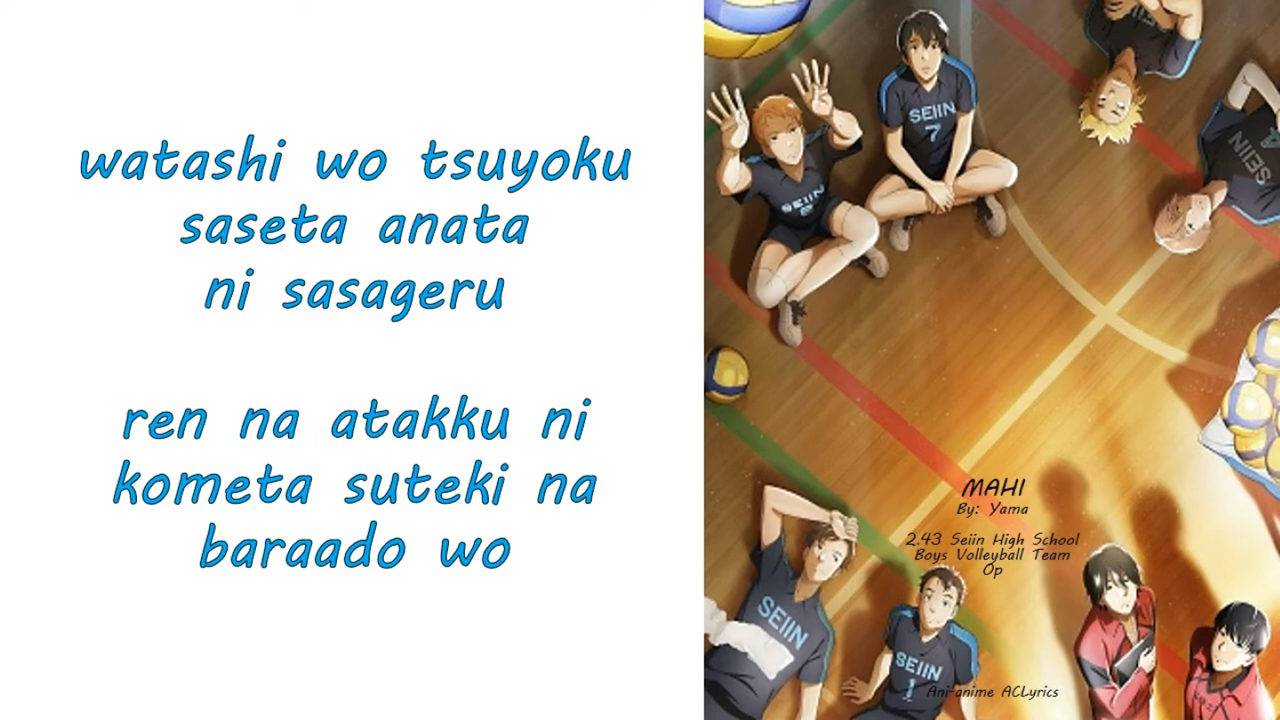 watashi wo tsuyoku
saseta anata
ni sasageru
ren na atakku ni
kometa suteki na
baraado wo
SEIIN
7
SEIIN
SEIIN
MAHI
By: Yama
2.43 Seiin High School
Boys Volleyball Team
Op
SEIIN
SEIIN
1
Ani-anime ACLyrics